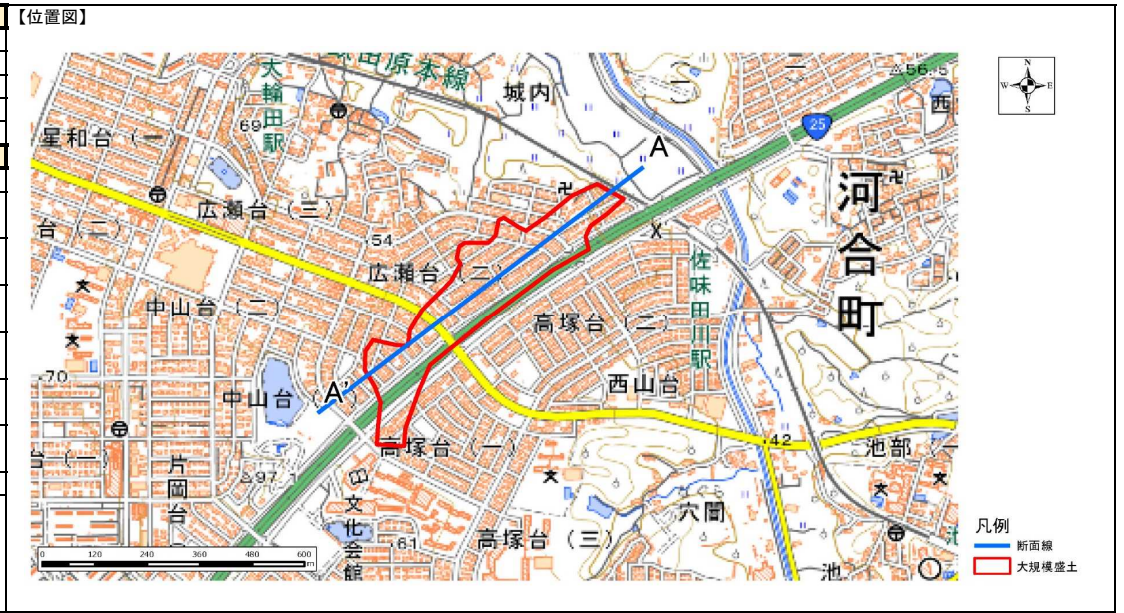 【位置図】
田原本線
大輪田駅
城内
56.
西
N
W E
S
星和台(一
69
25
河合町
広瀬台(三)
A
台(二)
54
広瀬台(二)
中山台(二)
高塚台(二)
佐味田川駅
70
中山台(
A'
西山台
42
高塚台(一)
池部(
台(一)
片岡台
97.
文化会館
穴闇
61
高塚台(三)
池
凡例
断面線
大規模盛土
0 120 240 360 480 600
m